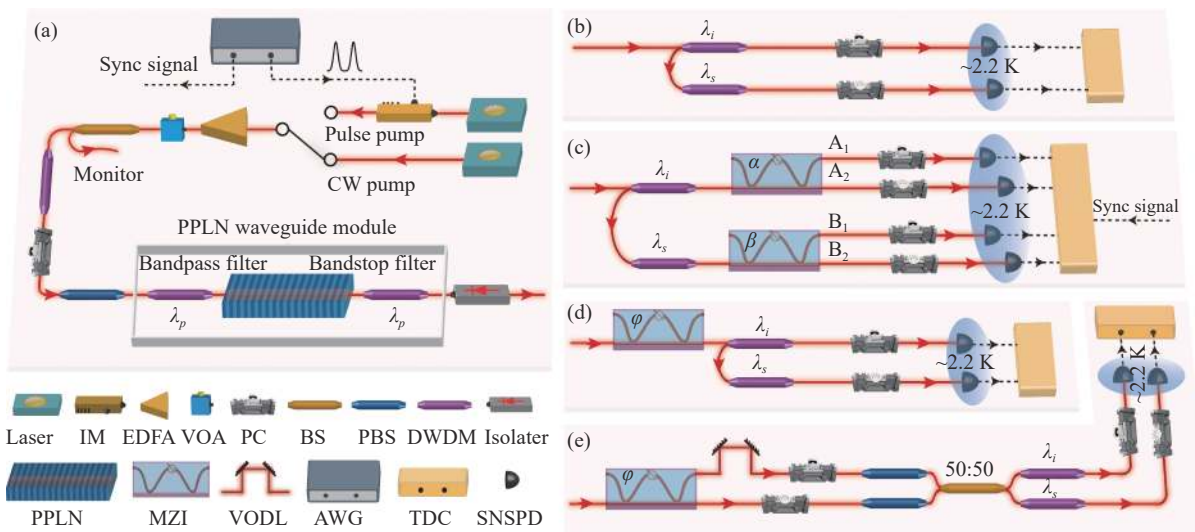 (a)
Sync signal
Pulse pump
Monitor
CW pump
PPLN waveguide module
Bandpass filter
Bandstop filter
λp
λp
Laser
IM
EDFA
VOA
PC
BS
PBS
DWDM
Isolater
PPLN
MZI
VODL
AWG
TDC
SNSPD
(b)
λi
λs
~2.2 K
(c)
λi
α
A1
A2
λs
β
B1
B2
~2.2 K
Sync signal
(d)
φ
λi
λs
~2.2 K
~2.2 K
(e)
φ
50:50
λi
λs